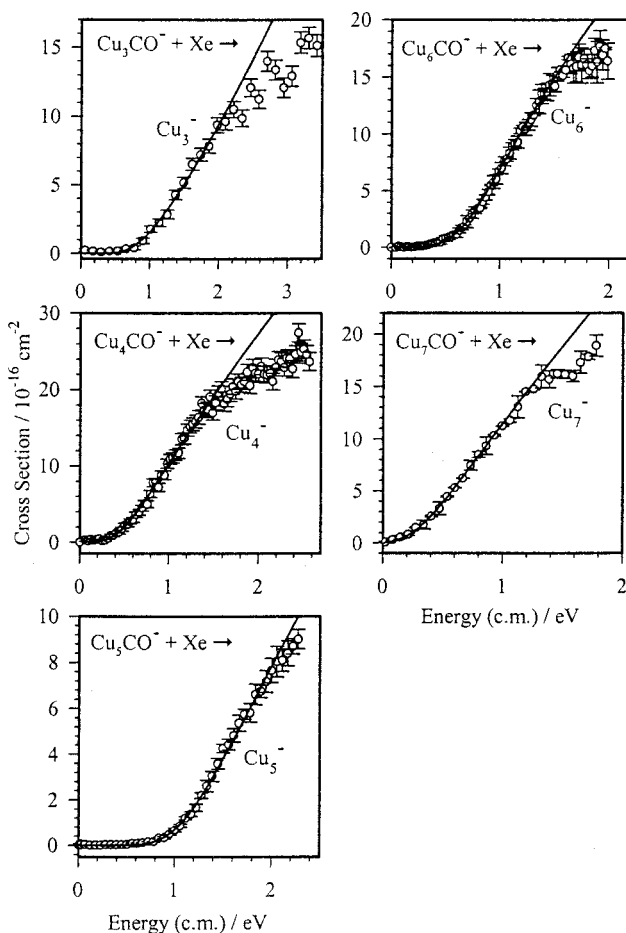 Cu₃CO⁻ + Xe →
Cu₃⁻
15
10
5
0
0 1 2 3
Cu₆CO⁻ + Xe →
Cu₆⁻
20
15
10
5
0
0 1 2
Cross Section / 10⁻¹⁶ cm⁻²
Cu₄CO⁻ + Xe →
Cu₄⁻
30
20
10
0
0 1 2
Cu₇CO⁻ + Xe →
Cu₇⁻
20
15
10
5
0
0 1 2
Energy (c.m.) / eV
Cu₅CO⁻ + Xe →
Cu₅⁻
10
8
6
4
2
0
0 1 2
Energy (c.m.) / eV